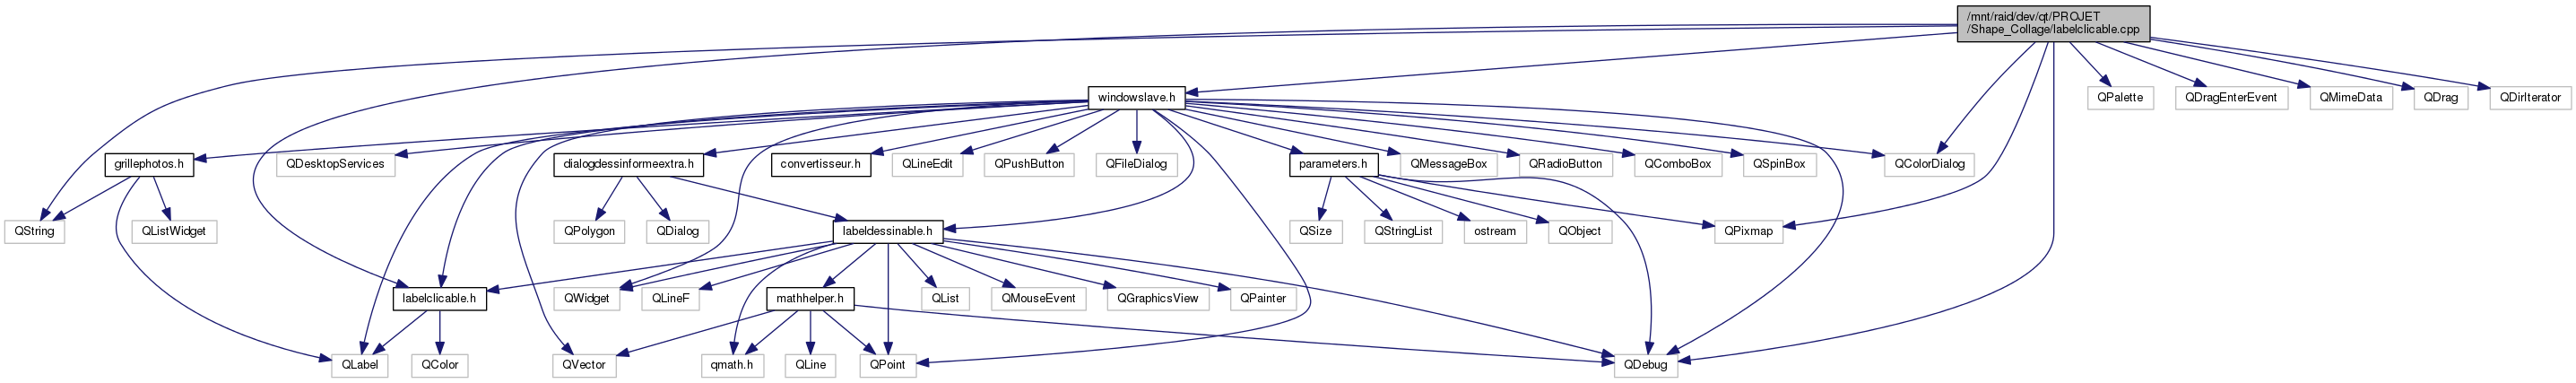 /mnt/raid/dev/qt/PROJET
/Shape_Collage/labelclicable.cpp
windowslave.h
QPalette
QDragEnterEvent
QMimeData
QDrag
QDirIterator
grillephotos.h
QDesktopServices
dialogdessinformeextra.h
convertisseur.h
QLineEdit
QPushButton
QFileDialog
parameters.h
QMessageBox
QRadioButton
QComboBox
QSpinBox
QColorDialog
QString
QListWidget
QPolygon
QDialog
labeldessinable.h
QSize
QStringList
ostream
QObject
QPixmap
labelclicable.h
QWidget
QLineF
mathhelper.h
QList
QMouseEvent
QGraphicsView
QPainter
QLabel
QColor
QVector
qmath.h
QLine
QPoint
QDebug